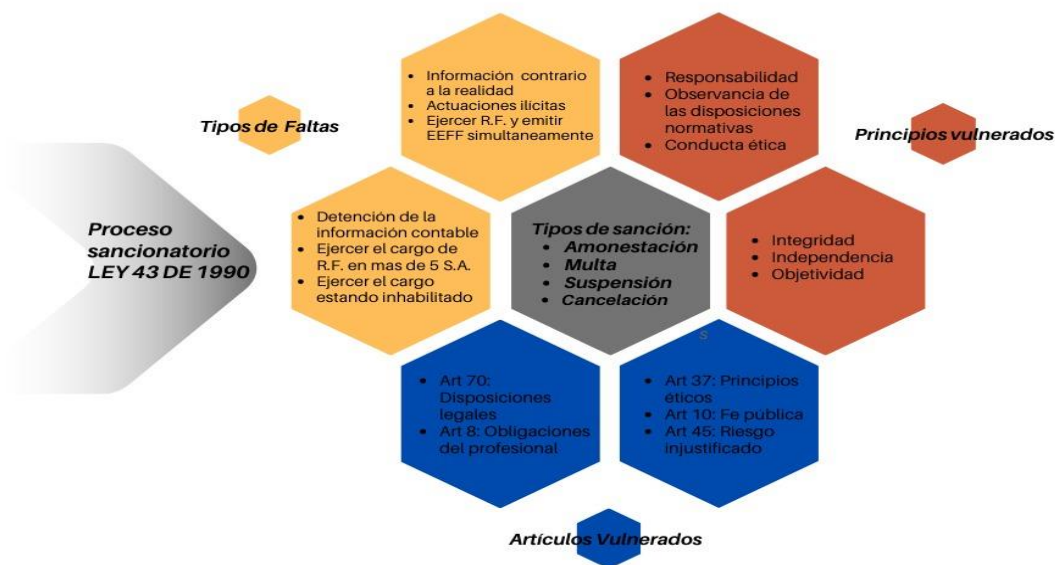 Proceso
sancionatorio
LEY 43 DE 1990
Tipos de Faltas
• Información contrario
a la realidad
• Actuaciones ilícitas
• Ejercer R.F. y emitir
EEFF simultaneamente
• Detención de la
información contable
• Ejercer el cargo de
R.F. en mas de 5 S.A.
• Ejercer el cargo
estando inhabilitado
Principios vulnerados
• Responsabilidad
• Observancia de
las disposiciones
normativas
• Conducta ética
• Integridad
• Independencia
• Objetividad
Tipos de sanción:
• Amonestación
• Multa
• Suspensión
• Cancelación
• Art 70:
Disposiciones
legales
• Art 8: Obligaciones
del profesional
s
• Art 37: Principios
éticos
• Art 10: Fe pública
• Art 45: Riesgo
injustificado
Artículos Vulnerados